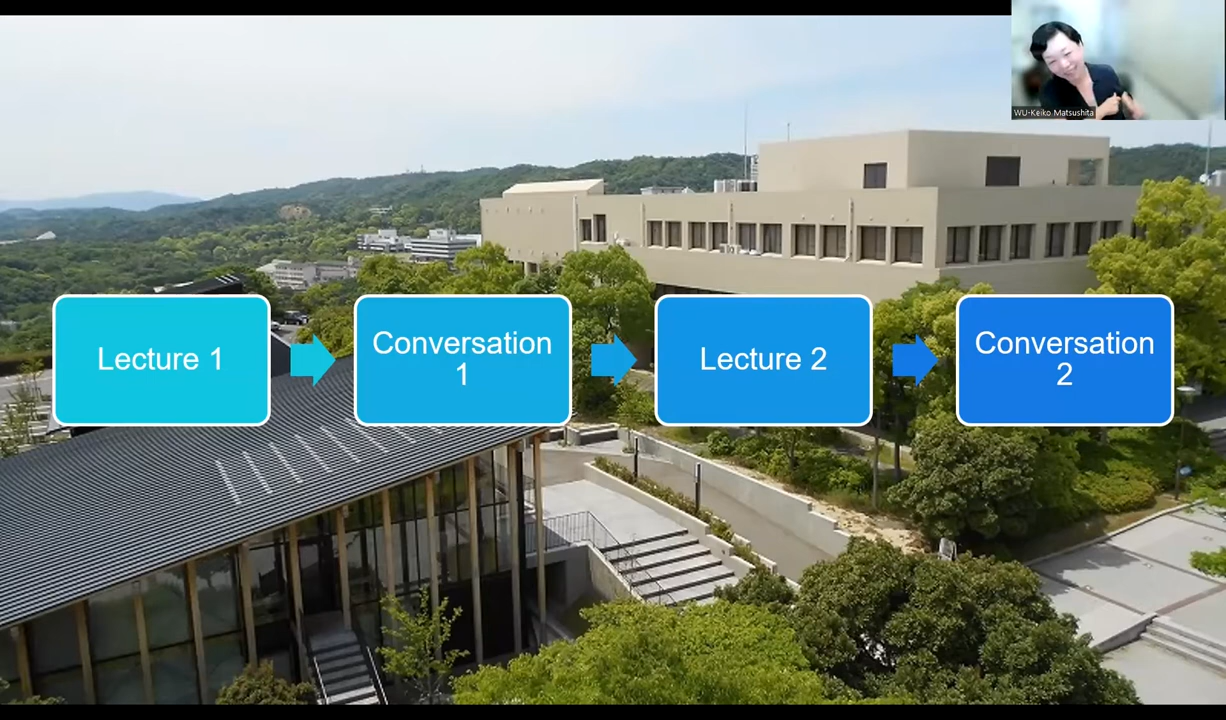 WU-Keiko Matsushita
Lecture 1
Conversation
1
Lecture 2
Conversation
2